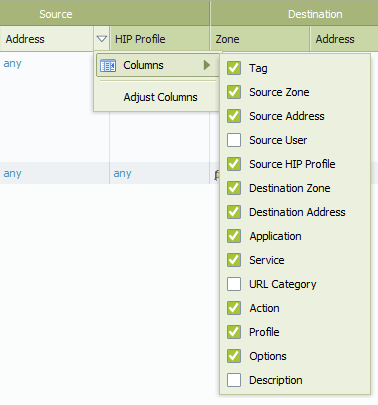 Source Destination
Address HIP Profile Zone Address
any
Columns
Adjust Columns
any any
Tag
Source Zone
Source Address
Source User
Source HIP Profile
Destination Zone
Destination Address
Application
Service
URL Category
Action
Profile
Options
Description